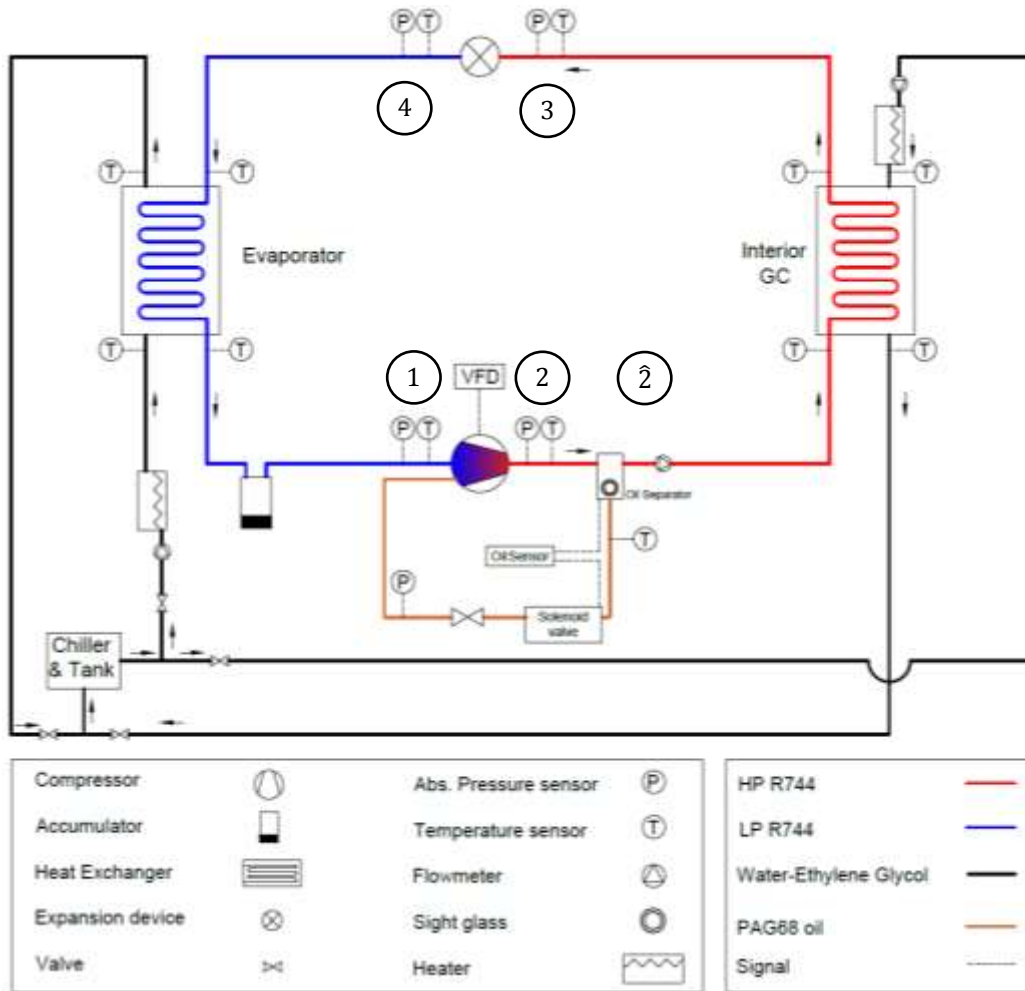 P T
P T
4
3
T
T
T
T
Evaporator
Interior
GC
T
T
T
T
1
VFD
2
2̂
P T
P T
Oil Separator
T
Oil Sensor
P
Solenoid
valve
Chiller
& Tank
Compressor
Accumulator
Heat Exchanger
Expansion device
Valve
Abs. Pressure sensor
P
Temperature sensor
T
Flowmeter
Sight glass
Heater
HP R744
LP R744
Water-Ethylene Glycol
PAG68 oil
Signal